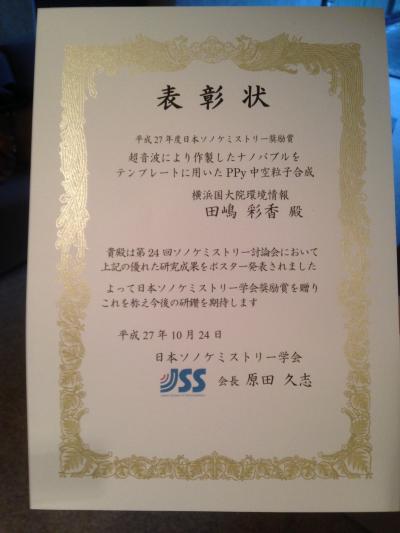 表彰状
平成27年度日本ソノケミストリー奨励賞
超音波により作製したナノバブルを
テンプレートに用いたPPy中空粒子合成
横浜国大院環境情報
田嶋 彩香 殿
貴殿は第24回ソノケミストリー討論会において
上記の優れた研究成果をポスター発表されました
よって日本ソノケミストリー学会奨励賞を贈り
これを称え今後の研鑽を期待します
平成27年10月24日
日本ソノケミストリー学会
JSS 会長 原田 久志